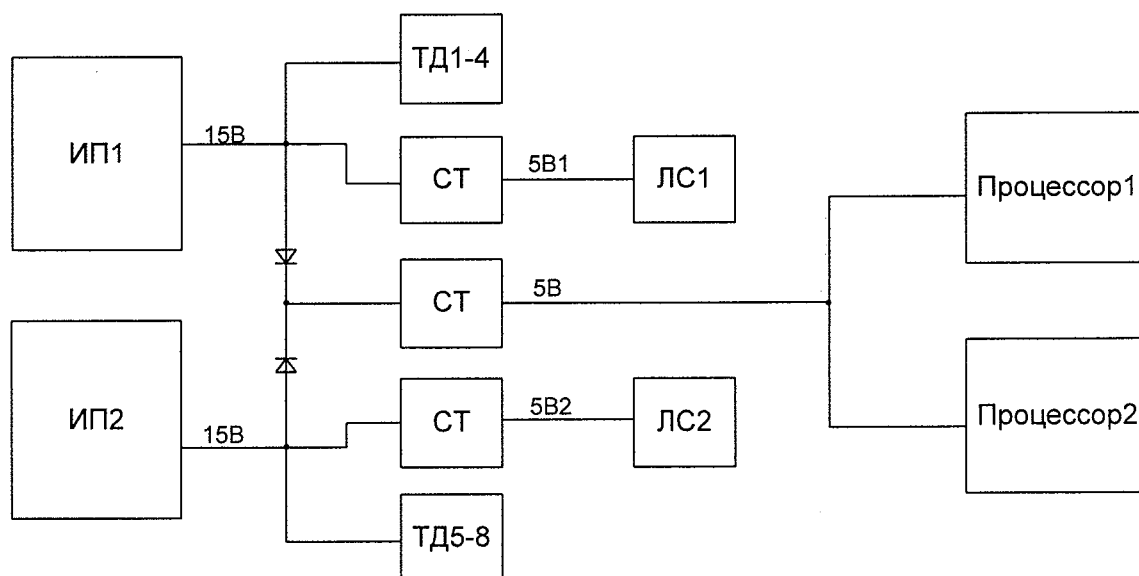 ТД1-4
ИП1
15В
СТ
5В1
ЛС1
Процессор1
СТ
5В
ИП2
15В
СТ
5В2
ЛС2
Процессор2
ТД5-8